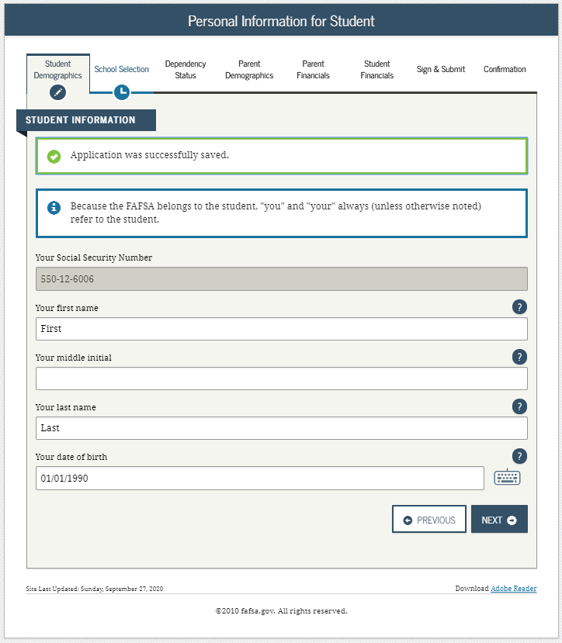 Personal Information for Student
Student
Demographics
School Selection
Dependency
Status
Parent
Demographics
Parent
Financials
Student
Financials
Sign & Submit
Confirmation
STUDENT INFORMATION
Application was successfully saved.
Because the FAFSA belongs to the student, "you" and "your" always (unless otherwise noted)
refer to the student.
Your Social Security Number
550-12-6006
Your first name
?
First
Your middle initial
?
Your last name
?
Last
Your date of birth
?
01/01/1990
PREVIOUS
NEXT
Site Last Updated: Sunday, September 27, 2020
Download Adobe Reader
©2010 fafsa.gov. All rights reserved.